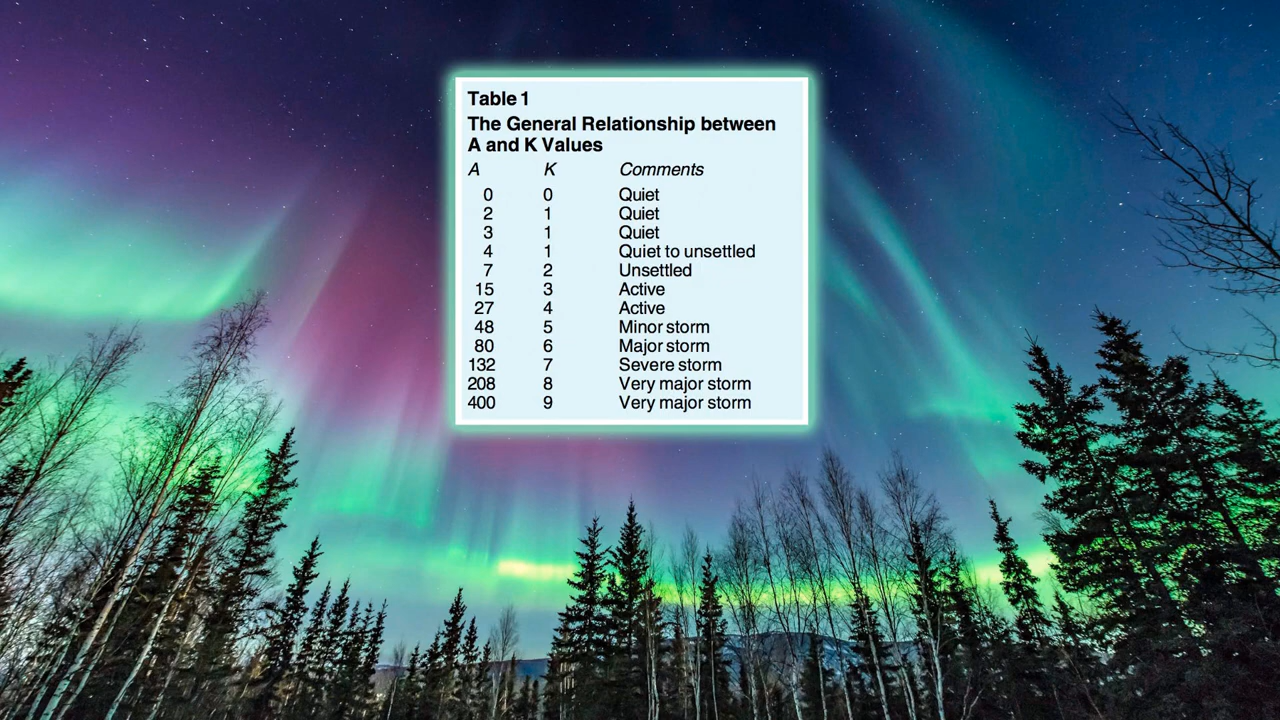 Table 1
The General Relationship between
A and K Values
A K Comments
0 0 Quiet
2 1 Quiet
3 1 Quiet
4 1 Quiet to unsettled
7 2 Unsettled
15 3 Active
27 4 Active
48 5 Minor storm
80 6 Major storm
132 7 Severe storm
208 8 Very major storm
400 9 Very major storm